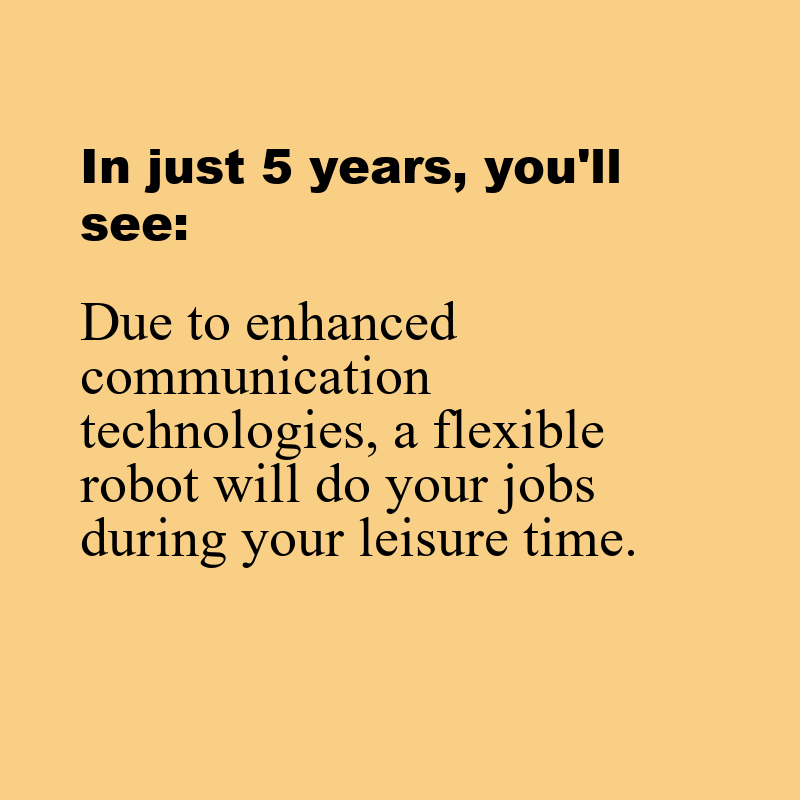 In just 5 years, you'll
see:
Due to enhanced
communication
technologies, a flexible
robot will do your jobs
during your leisure time.